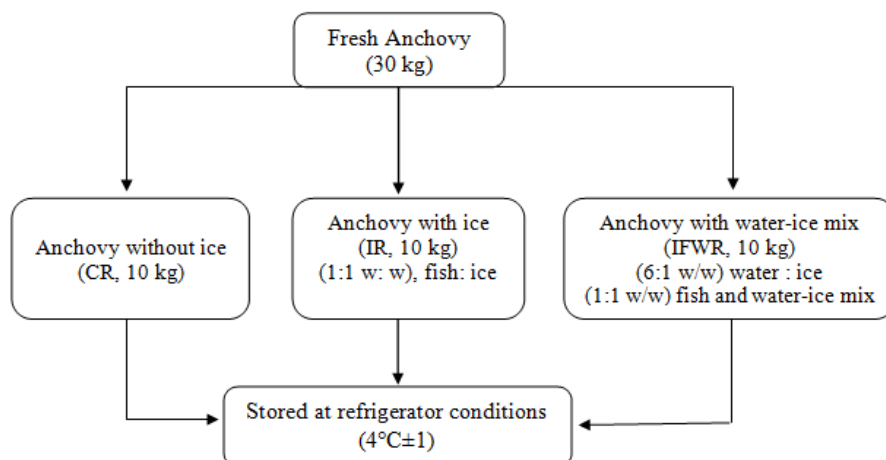 Fresh Anchovy
(30 kg)
Anchovy without ice
(CR, 10 kg)
Anchovy with ice
(IR, 10 kg)
(1:1 w: w), fish: ice
Anchovy with water-ice mix
(IFWR, 10 kg)
(6:1 w/w) water : ice
(1:1 w/w) fish and water-ice mix
Stored at refrigerator conditions
(4°C±1)